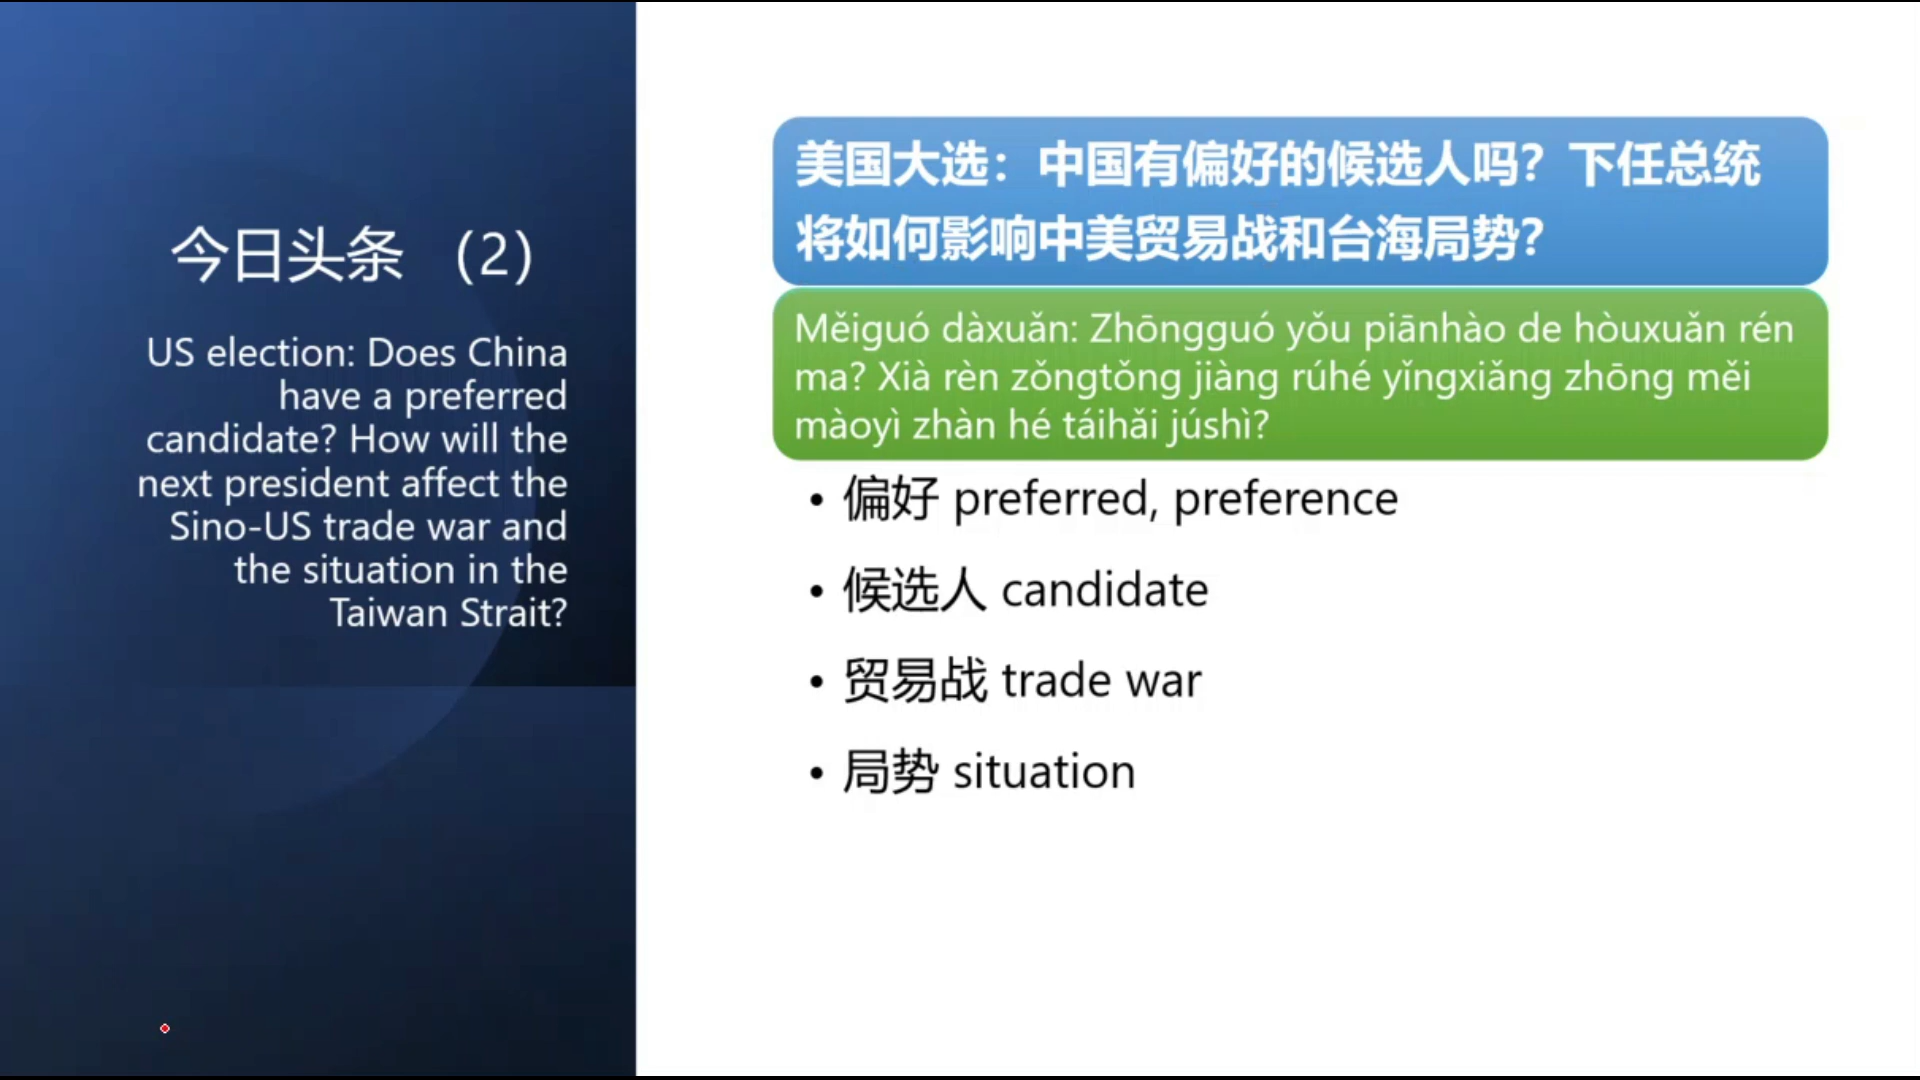 今日头条 （2）
US election: Does China
have a preferred
candidate? How will the
next president affect the
Sino-US trade war and
the situation in the
Taiwan Strait?
美国大选：中国有偏好的候选人吗？下任总统
将如何影响中美贸易战和台海局势？
Měiguó dàxuǎn: Zhōngguó yǒu piānhào de hòuxuǎn rén
ma? Xià rèn zǒngtǒng jiàng rúhé yǐngxiǎng zhōng měi
màoyì zhàn hé táihǎi júshì?
• 偏好 preferred, preference
• 候选人 candidate
• 贸易战 trade war
• 局势 situation